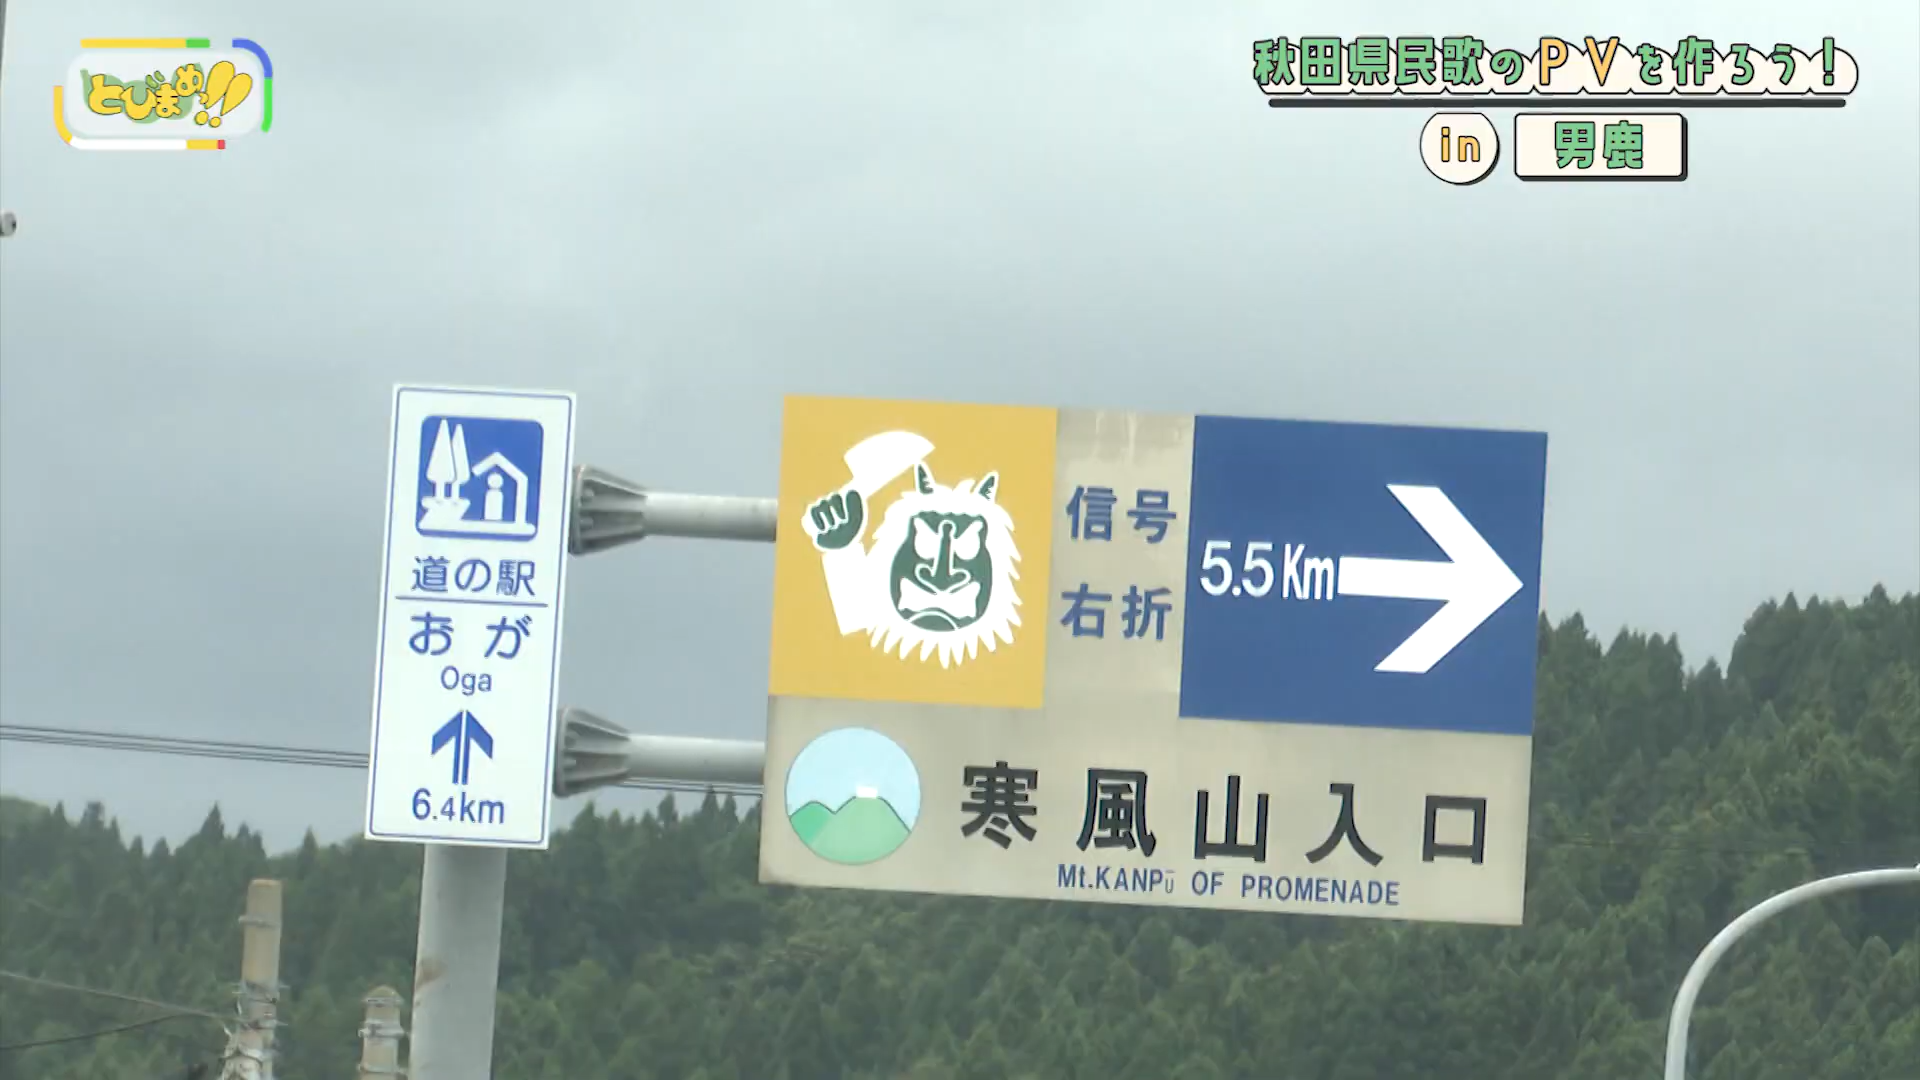 とびまめっ!!
秋田県民歌のPVを作ろう!
in 男鹿
道の駅
おが
Oga
6.4km
信号
右折
5.5Km
寒風山入口
Mt.KANPū OF PROMENADE